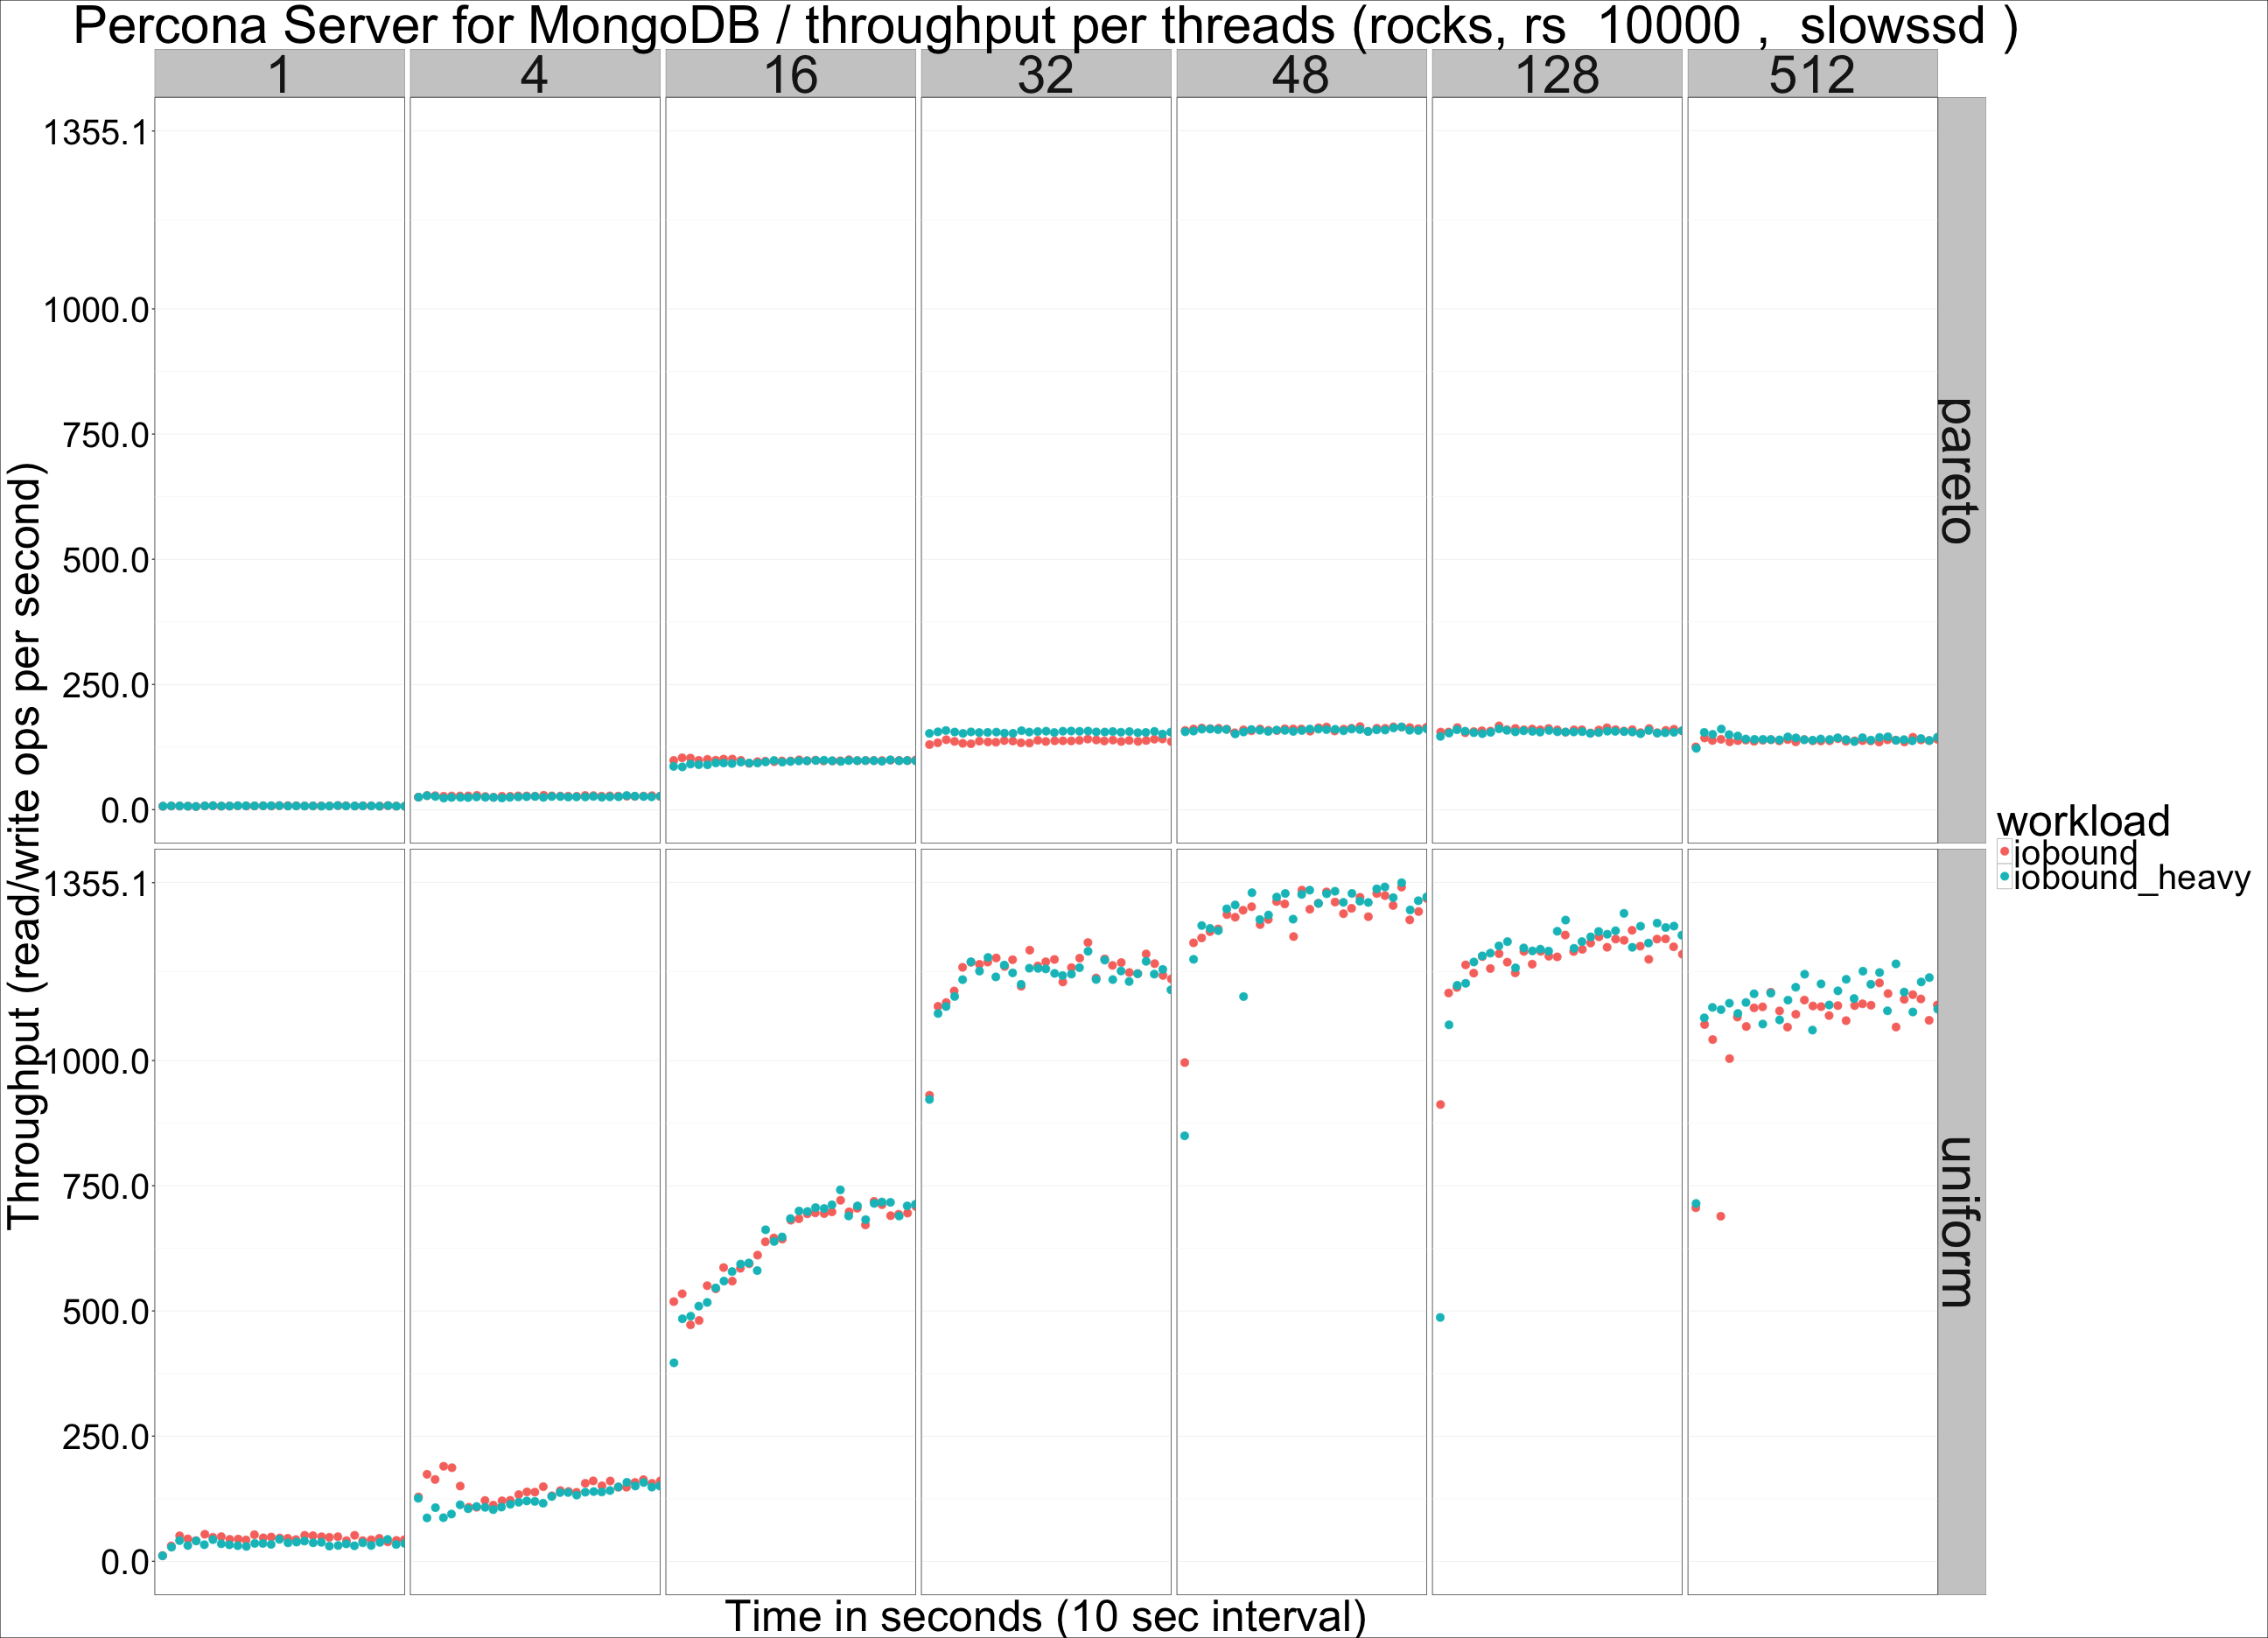 Percona Server for MongoDB / throughput per threads (rocks, rs  10000 ,  slowssd )
1 4 16 32 48 128 512
1355.1
1000.0
750.0
500.0
250.0
0.0
pareto
1355.1
1000.0
750.0
500.0
250.0
0.0
uniform
Throughput (read/write ops per second)
Time in seconds (10 sec interval)
workload
iobound
iobound_heavy